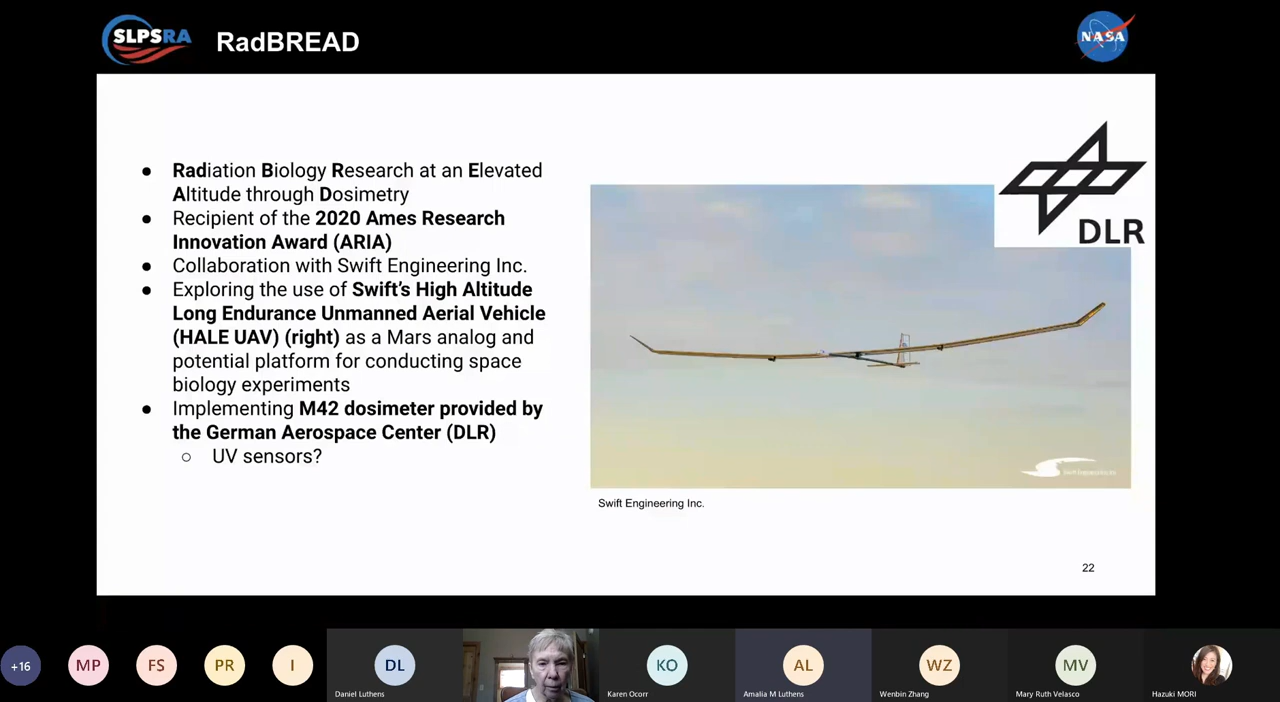 SLPSRA
RadBREAD
NASA
● Radiation Biology Research at an Elevated
Altitude through Dosimetry
● Recipient of the 2020 Ames Research
Innovation Award (ARIA)
● Collaboration with Swift Engineering Inc.
● Exploring the use of Swift's High Altitude
Long Endurance Unmanned Aerial Vehicle
(HALE UAV) (right) as a Mars analog and
potential platform for conducting space
biology experiments
● Implementing M42 dosimeter provided by
the German Aerospace Center (DLR)
○ UV sensors?
DLR
Swift Engineering Inc.
22
+16
MP
FS
PR
I
DL
Daniel Luthens
KO
Karen Ocorr
AL
Amalia M Luthens
WZ
Wenbin Zhang
MV
Mary Ruth Velasco
Hazuki MORI